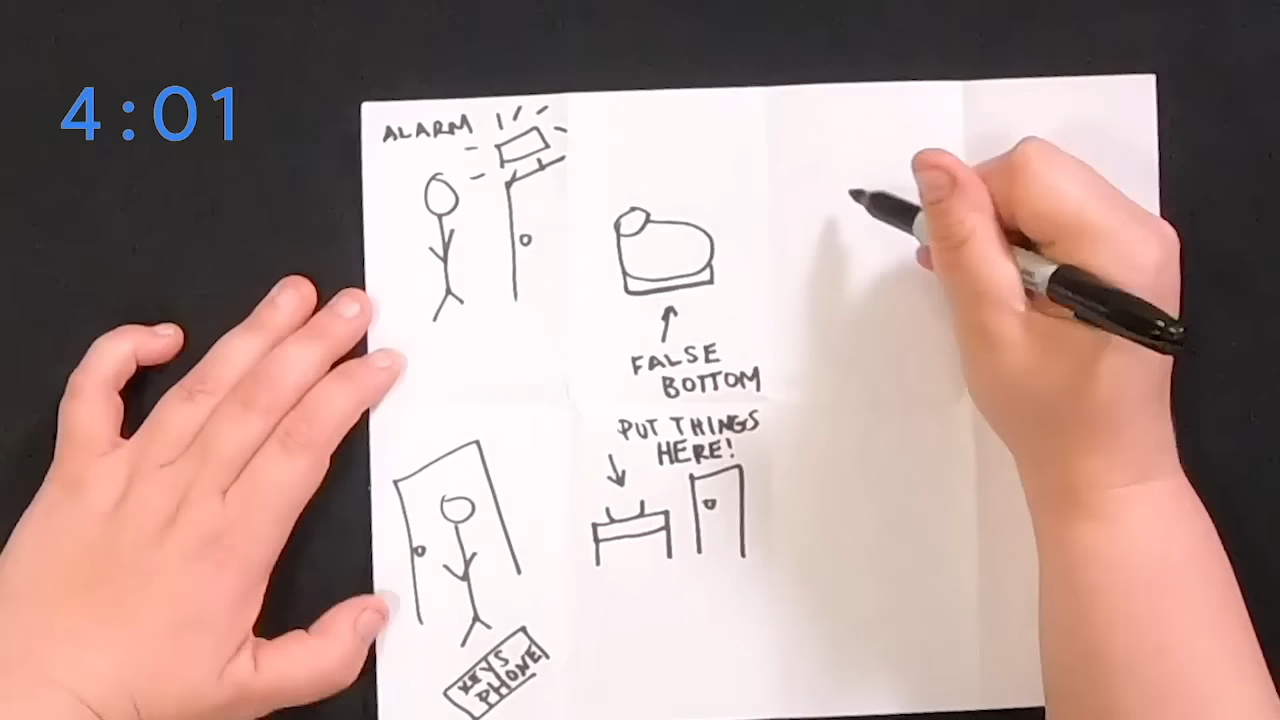 4:01
ALARM
FALSE
BOTTOM
PUT THINGS
HERE!
KEYS
PHONE